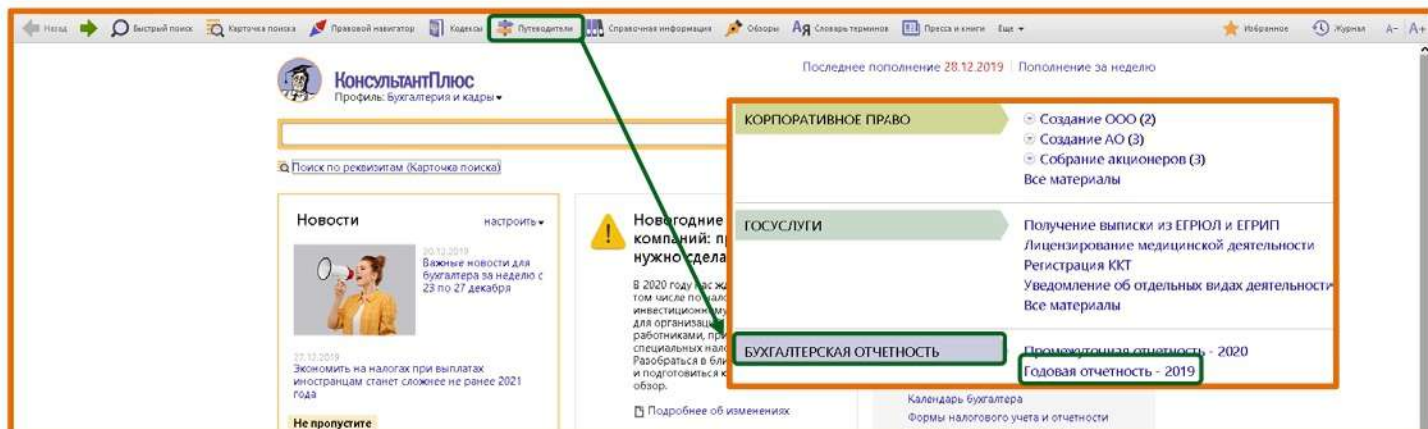 Назад Быстрый поиск Карточка поиска Правовой навигатор Кодексы Путеводители Справочная информация Обзоры Словарь терминов Пресса и книги Еще Избранное Журнал A- A+
КонсультантПлюс
Профиль: Бухгалтерия и кадры
Последнее пополнение 28.12.2019 Пополнение за неделю
Поиск по реквизитам (Карточка поиска)
Новости настроить
20.12.2019
Важные новости для
бухгалтера за неделю с
23 по 27 декабря
27.12.2019
Экономить на налогах при выплатах
иностранцам станет сложнее не ранее 2021
года
Не пропустите
Новогодние
компаний:
нужно сдела
В 2020 году нас
том числе по
инвестиционному
для организац
работниками,
специальных
Разобраться в
и подготовиться к
обзор.
Подробнее об изменениях
КОРПОРАТИВНОЕ ПРАВО
Создание ООО (2)
Создание АО (3)
Собрание акционеров (3)
Все материалы
ГОСУСЛУГИ
Получение выписки из ЕГРЮЛ и ЕГРИП
Лицензирование медицинской деятельности
Регистрация ККТ
Уведомление об отдельных видах деятельности
Все материалы
БУХГАЛТЕРСКАЯ ОТЧЕТНОСТЬ
Промежуточная отчетность - 2020
Годовая отчетность - 2019
Календарь бухгалтера
Формы налогового учета и отчетности